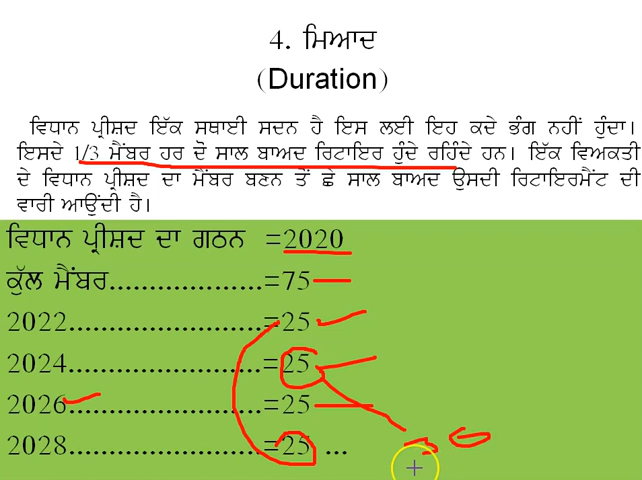 4. ਮਿਆਦ
(Duration)
ਵਿਧਾਨ ਪ੍ਰੀਸ਼ਦ ਇੱਕ ਸਥਾਈ ਸਦਨ ਹੈ ਇਸ ਲਈ ਇਹ ਕਦੇ ਭੰਗ ਨਹੀਂ ਹੁੰਦਾ।
ਇਸਦੇ 1/3 ਮੈਂਬਰ ਹਰ ਦੋ ਸਾਲ ਬਾਅਦ ਰਿਟਾਇਰ ਹੁੰਦੇ ਰਹਿੰਦੇ ਹਨ। ਇੱਕ ਵਿਅਕਤੀ
ਦੇ ਵਿਧਾਨ ਪ੍ਰੀਸ਼ਦ ਦਾ ਮੈਂਬਰ ਬਣਨ ਤੋਂ ਛੇ ਸਾਲ ਬਾਅਦ ਉਸਦੀ ਰਿਟਾਇਰਮੈਂਟ ਦੀ
ਵਾਰੀ ਆਉਂਦੀ ਹੈ।
ਵਿਧਾਨ ਪ੍ਰੀਸ਼ਦ ਦਾ ਗਠਨ =2020
ਕੁੱਲ ਮੈਂਬਰ....................=75
2022...........................=25
2024...........................=25
2026...........................=25
2028...........................=25 ...